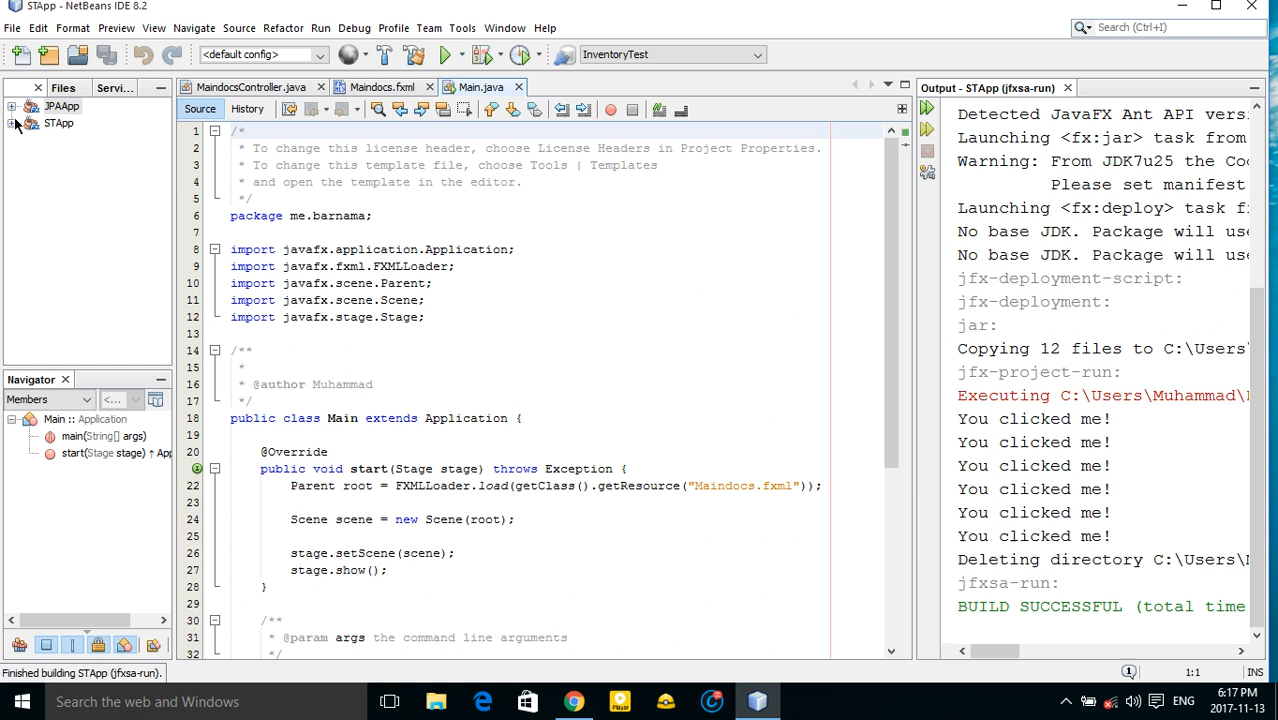 STApp - NetBeans IDE 8.2
File Edit Format Preview View Navigate Source Refactor Run Debug Profile Team Tools Window Help
Search (Ctrl+I)
<default config>
InventoryTest
Files
Servi...
JPAApp
STApp
Navigator
Members
<...
Main :: Application
main(String[] args)
start(Stage stage) ↑ App
MaindocsController.java
Maindocs.fxml
Main.java
Source
History
1 /*
2 * To change this license header, choose License Headers in Project Properties.
3 * To change this template file, choose Tools | Templates
4 * and open the template in the editor.
5 */
6 package me.barnama;
7
8 import javafx.application.Application;
9 import javafx.fxml.FXMLLoader;
10 import javafx.scene.Parent;
11 import javafx.scene.Scene;
12 import javafx.stage.Stage;
13
14 /**
15 *
16 * @author Muhammad
17 */
18 public class Main extends Application {
19
20 @Override
public void start(Stage stage) throws Exception {
22 Parent root = FXMLLoader.load(getClass().getResource("Maindocs.fxml"));
23
24 Scene scene = new Scene(root);
25
26 stage.setScene(scene);
27 stage.show();
28 }
29
30 /**
31 * @param args the command line arguments
32 */
Output - STApp (jfxsa-run)
Detected JavaFX Ant API versi
Launching <fx:jar> task from
Warning: From JDK7u25 the Co
Please set manifest
Launching <fx:deploy> task f
No base JDK. Package will use
No base JDK. Package will use
jfx-deployment-script:
jfx-deployment:
jar:
Copying 12 files to C:\Users
jfx-project-run:
Executing C:\Users\Muhammad\
You clicked me!
You clicked me!
You clicked me!
You clicked me!
You clicked me!
You clicked me!
Deleting directory C:\Users\
jfxsa-run:
BUILD SUCCESSFUL (total time
Finished building STApp (jfxsa-run).
1
1:1
INS
Search the web and Windows
Player
ENG
6:17 PM
2017-11-13